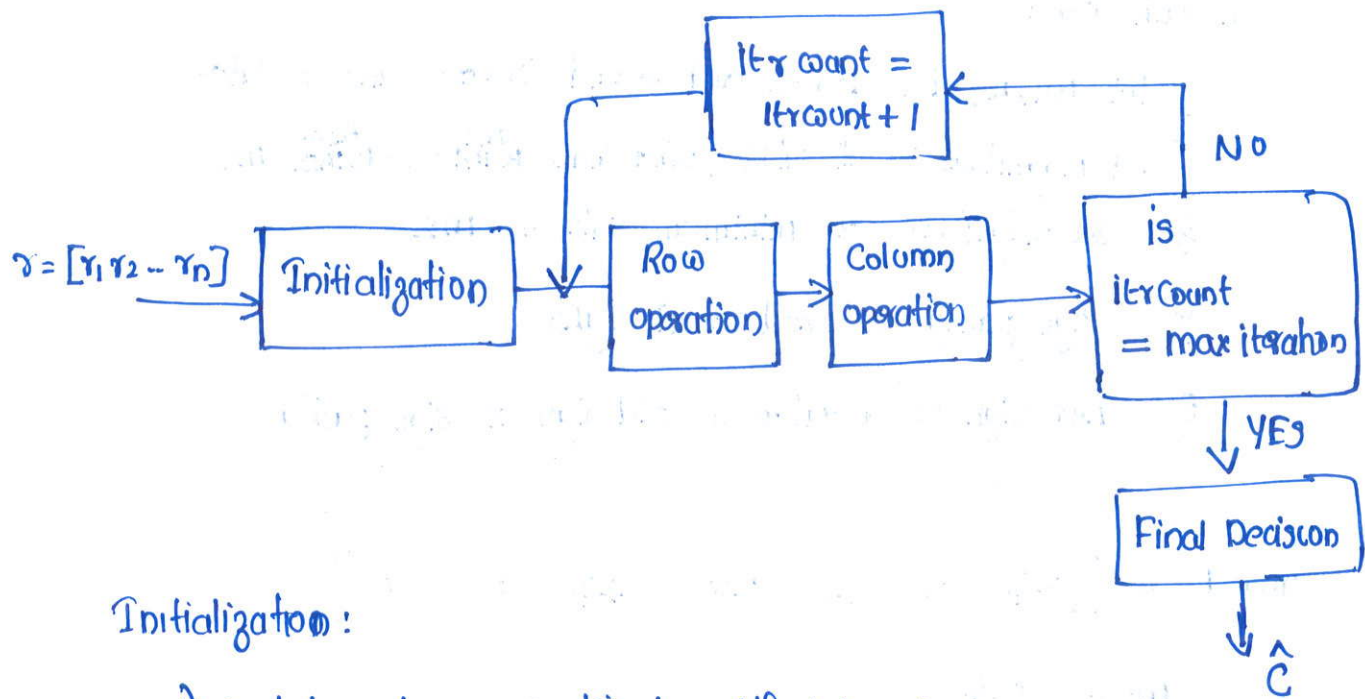 Itr count =
Itrcount + 1
NO
r = [r1 r2 -- rn]
Initialization
Row
operation
Column
operation
is
itrCount
= max iteration
YES
Final Decision
Ĉ
Initialization: